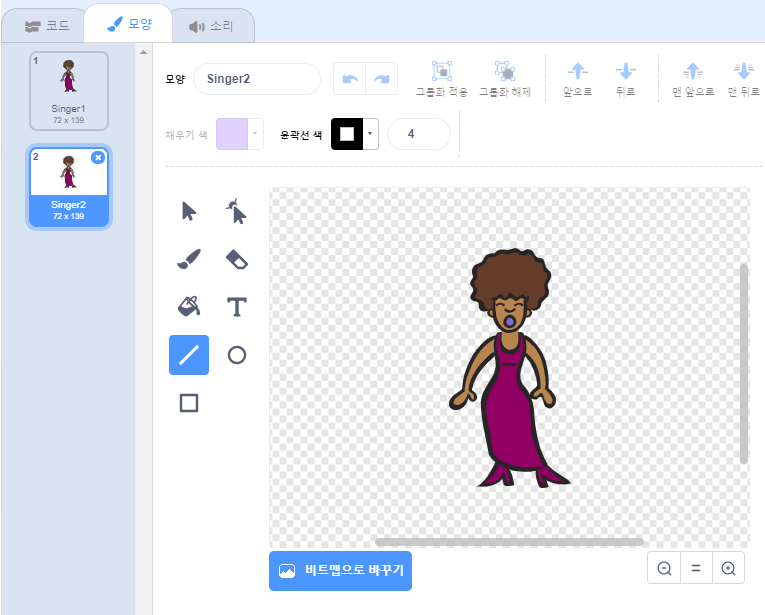 코드
모양
소리
1
Singer1
72 x 139
2
Singer2
72 x 139
모양
Singer2
그룹화 적용
그룹화 해제
앞으로
뒤로
맨 앞으로
맨 뒤로
채우기 색
윤곽선 색
4
T
비트맵으로 바꾸기